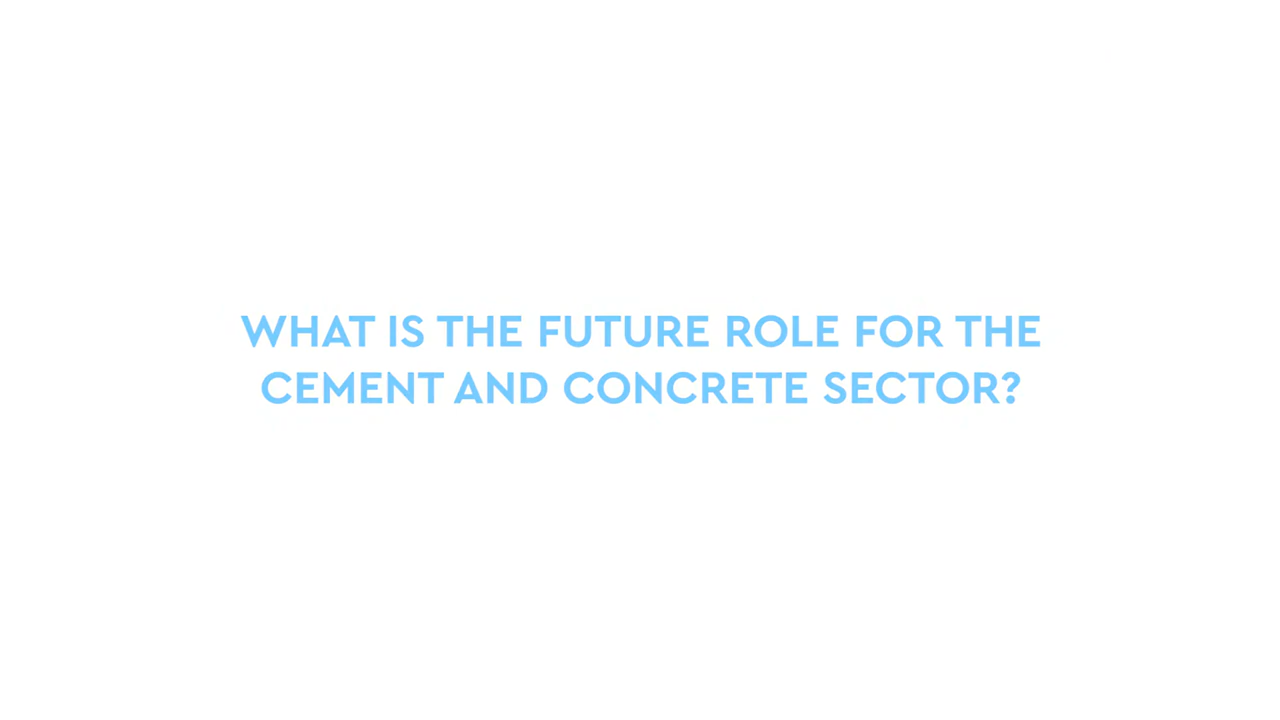 WHAT IS THE FUTURE ROLE FOR THE
CEMENT AND CONCRETE SECTOR?